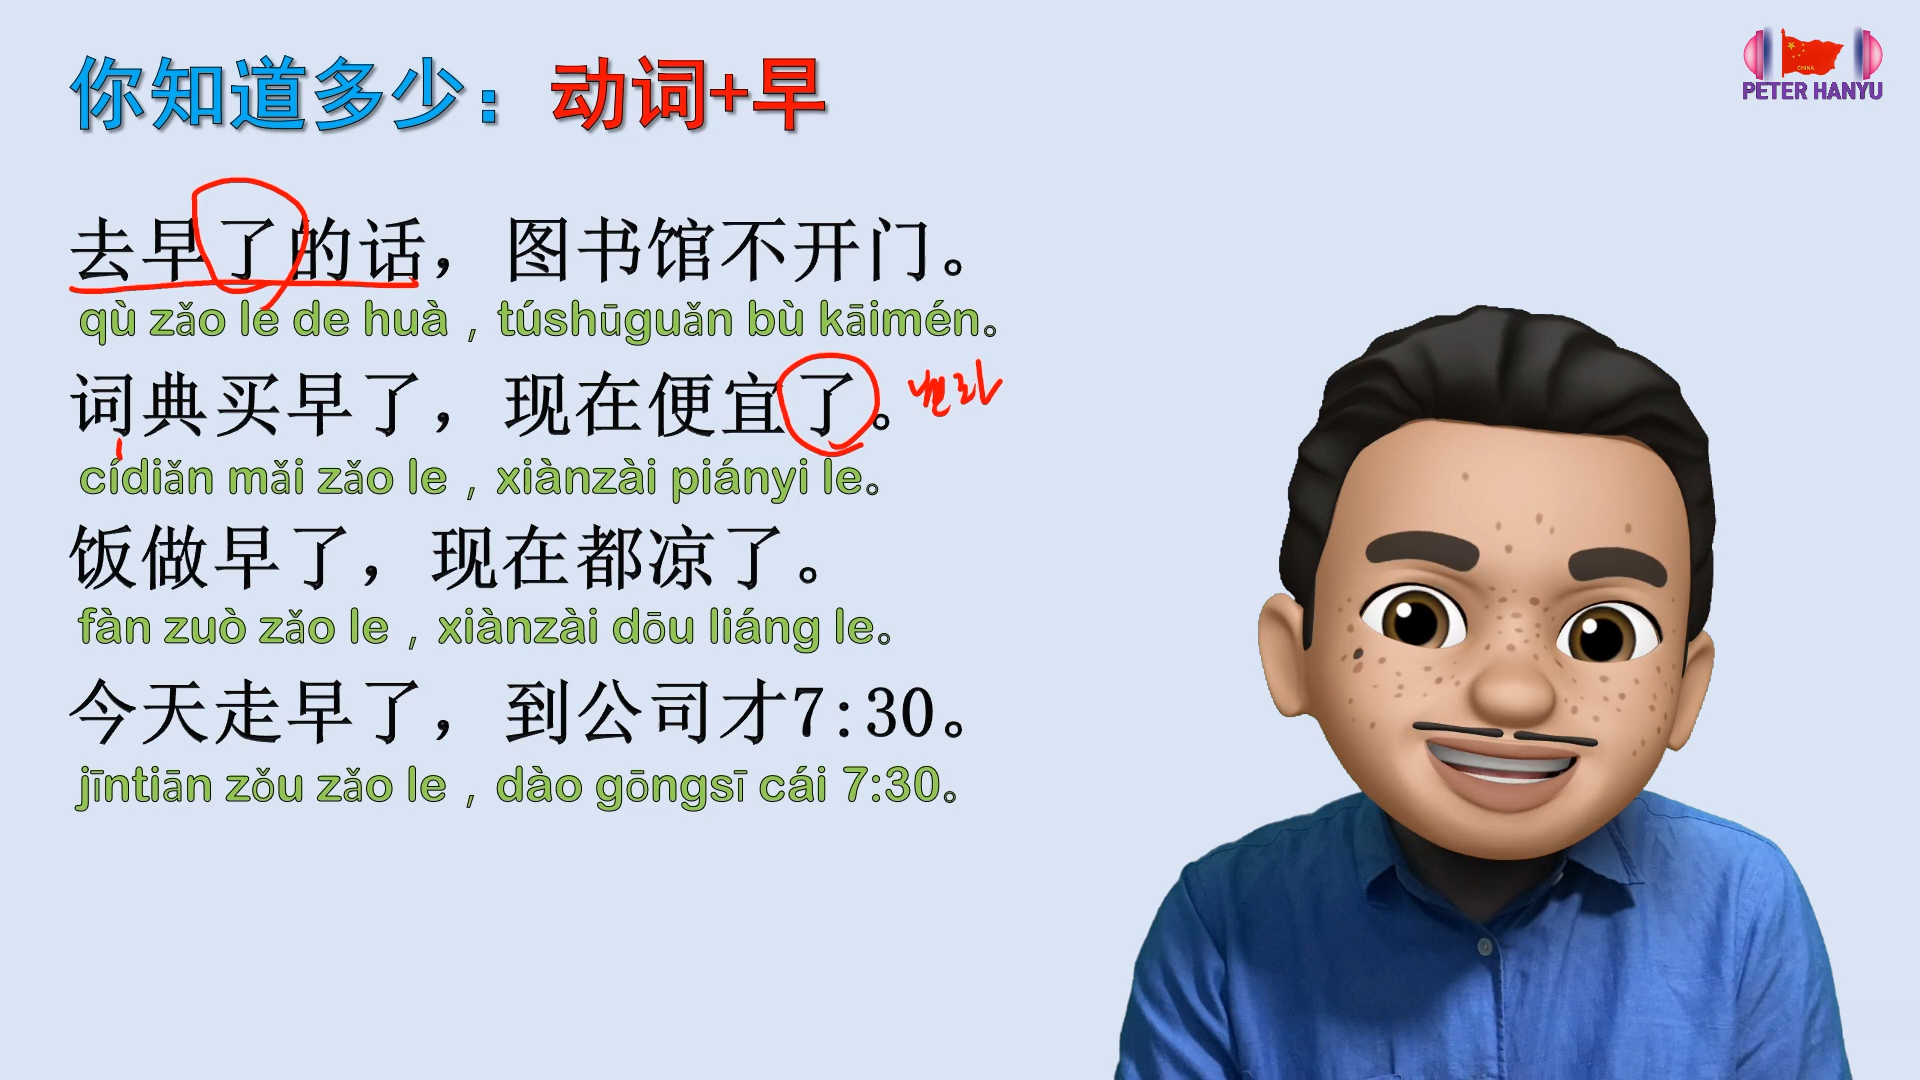 你知道多少：动词+早
PETER HANYU
去早了的话，图书馆不开门。
qù zǎo le de huà，túshūguǎn bù kāimén。
词典买早了，现在便宜了。变化
cídiǎn mǎi zǎo le，xiànzài piányi le。
饭做早了，现在都凉了。
fàn zuò zǎo le，xiànzài dōu liáng le。
今天走早了，到公司才7:30。
jīntiān zǒu zǎo le，dào gōngsī cái 7:30。